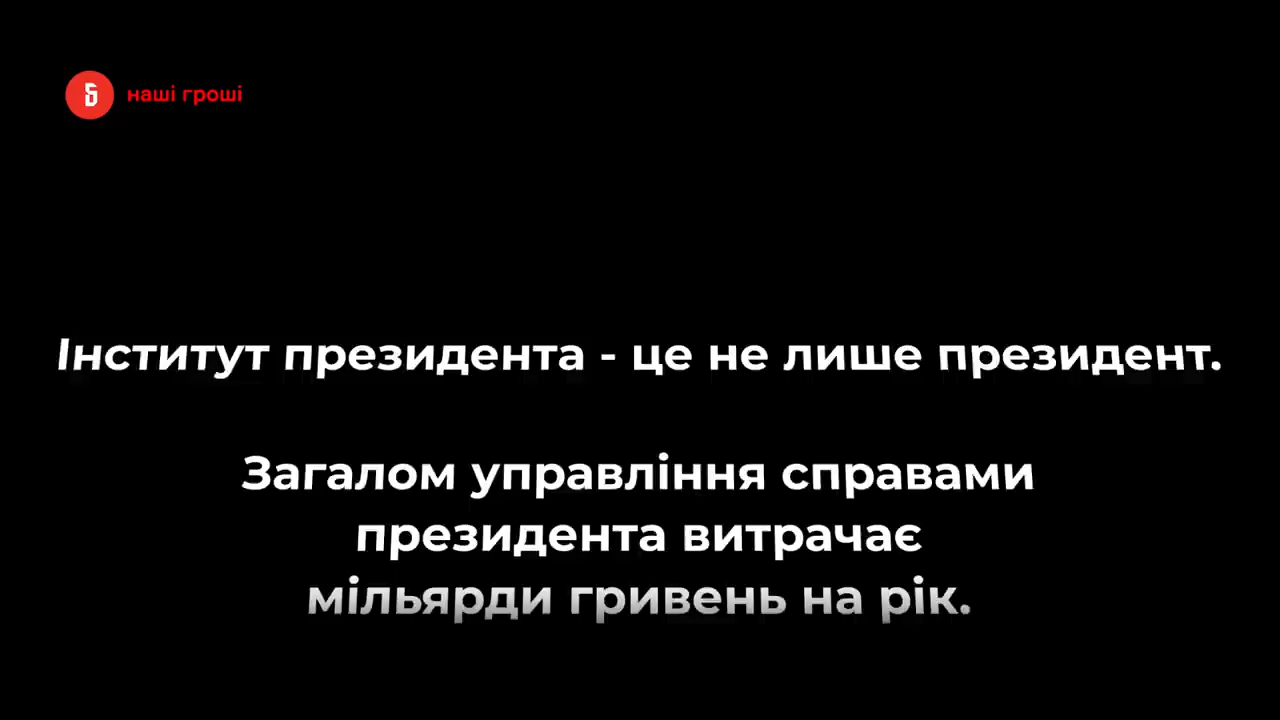 наші гроші
Інститут президента - це не лише президент.
Загалом управління справами
президента витрачає
мільярди гривень на рік.